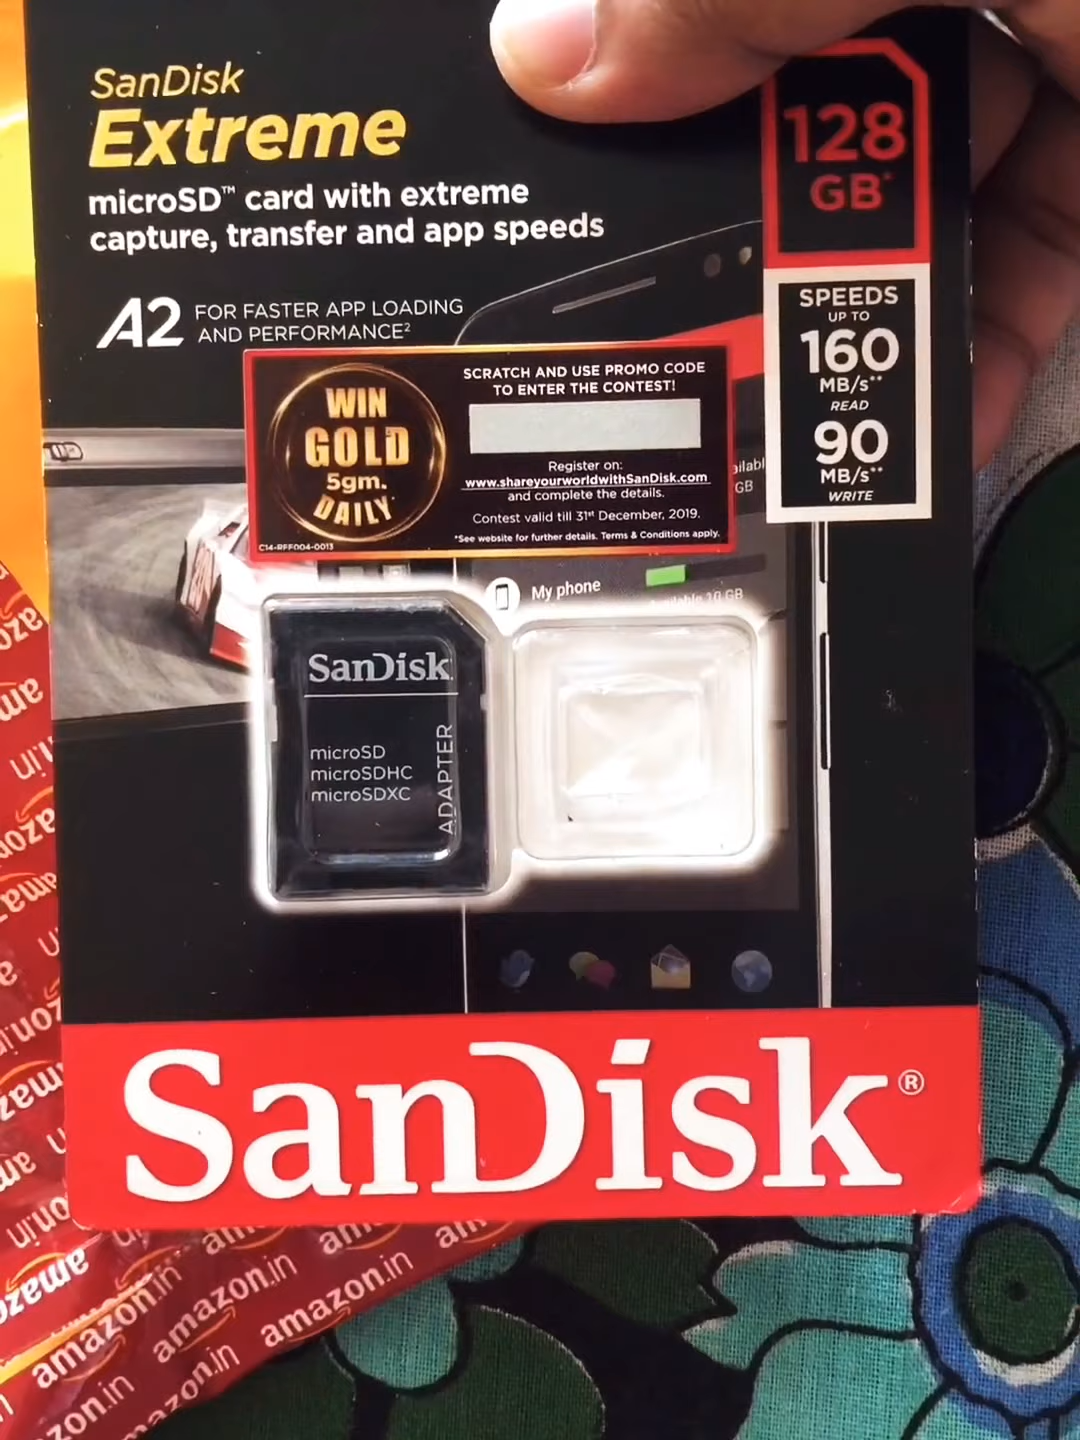 SanDisk
Extreme
microSD™ card with extreme
capture, transfer and app speeds
A2 FOR FASTER APP LOADING
AND PERFORMANCE²
128
GB*
SPEEDS
UP TO
160
MB/s**
READ
90
MB/s**
WRITE
WIN
GOLD
5gm.
DAILY*
C14-RFF004-0013
SCRATCH AND USE PROMO CODE
TO ENTER THE CONTEST!
Register on:
www.shareyourworldwithSanDisk.com
and complete the details.
Contest valid till 31st December, 2019.
*See website for further details. Terms & Conditions apply.
GB
My phone
Available 10 GB
SanDisk
microSD
microSDHC
microSDXC
ADAPTER
SanDisk®
amazon.in
amazon.in
amazon.in